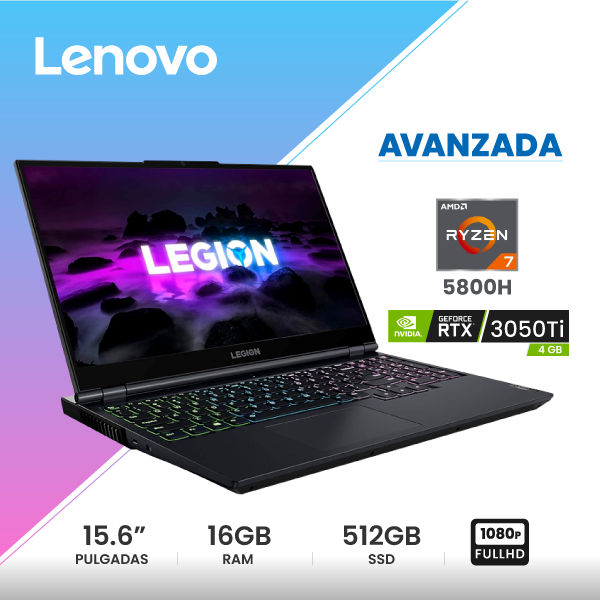 Lenovo
AVANZADA
AMD
RYZEN
7
5800H
LEGION
LEGION
NVIDIA
GEFORCE
RTX
3050Ti
4 GB
15.6”
PULGADAS
16GB
RAM
512GB
SSD
1080p
FULLHD